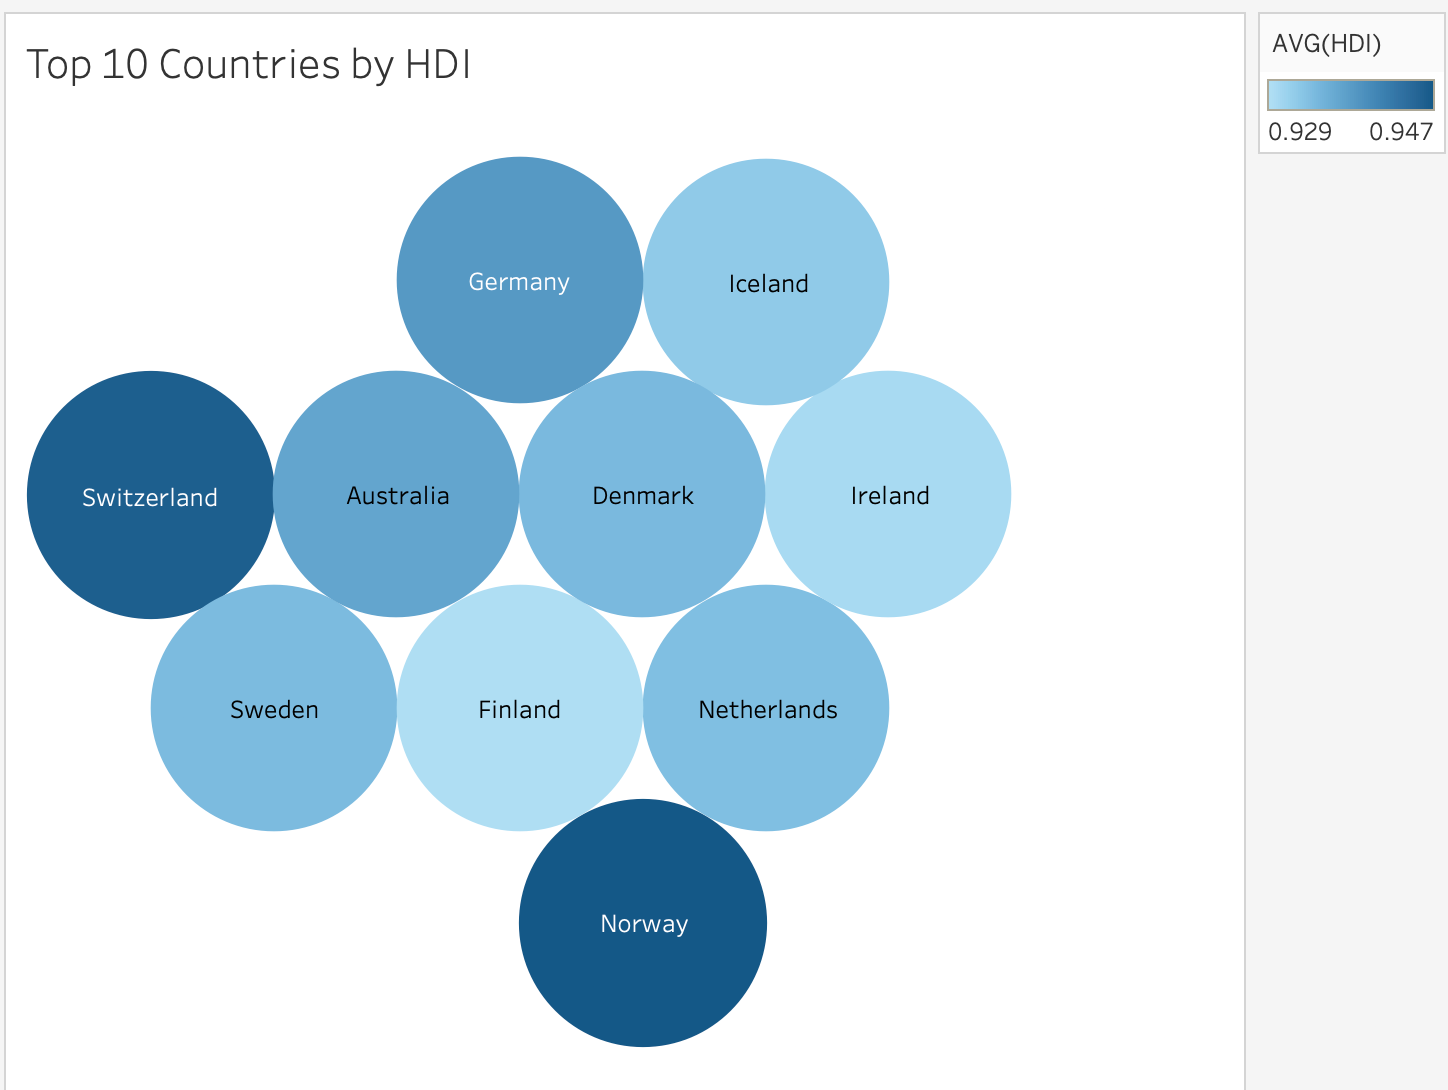 Top 10 Countries by HDI
AVG(HDI)
0.929 0.947
Germany
Iceland
Switzerland
Australia
Denmark
Ireland
Sweden
Finland
Netherlands
Norway